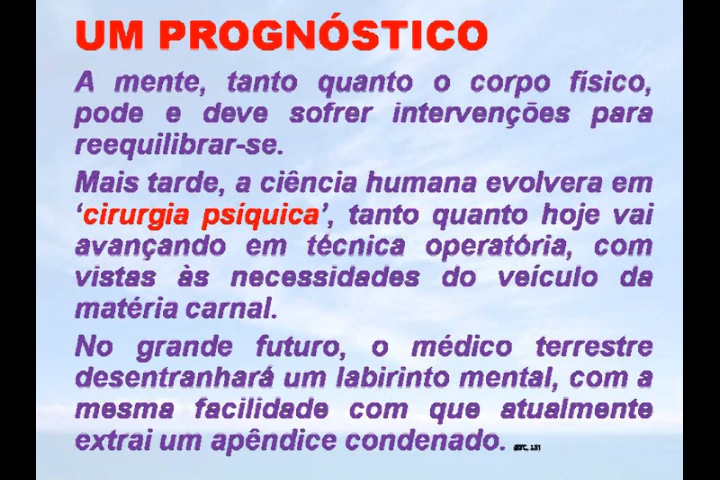 UM PROGNÓSTICO
A mente, tanto quanto o corpo físico,
pode e deve sofrer intervenções para
reequilibrar-se.
Mais tarde, a ciência humana evolvera em
‘cirurgia psíquica’, tanto quanto hoje vai
avançando em técnica operatória, com
vistas às necessidades do veículo da
matéria carnal.
No grande futuro, o médico terrestre
desentranhará um labirinto mental, com a
mesma facilidade com que atualmente
extrai um apêndice condenado.